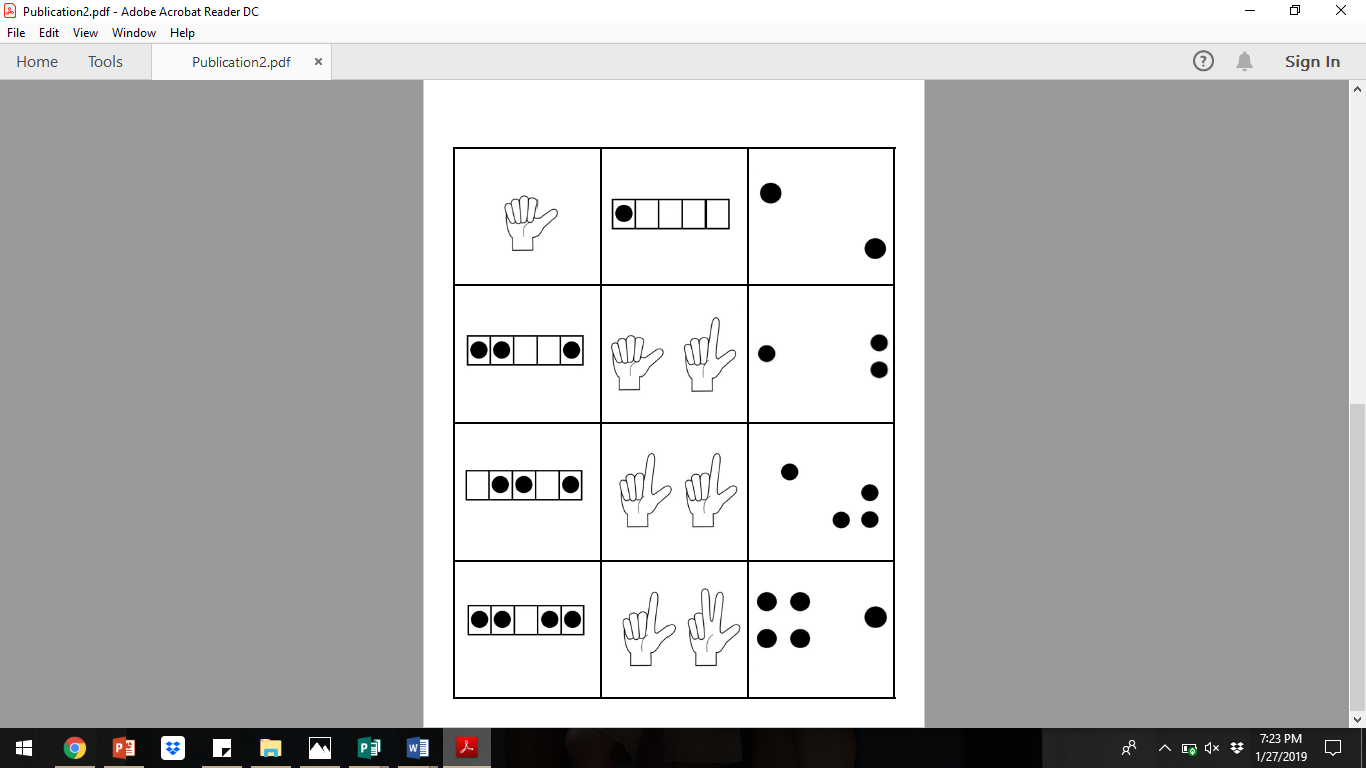 Publication2.pdf - Adobe Acrobat Reader DC
File Edit View Window Help
Home Tools Publication2.pdf × ? Sign In
7:23 PM
1/27/2019